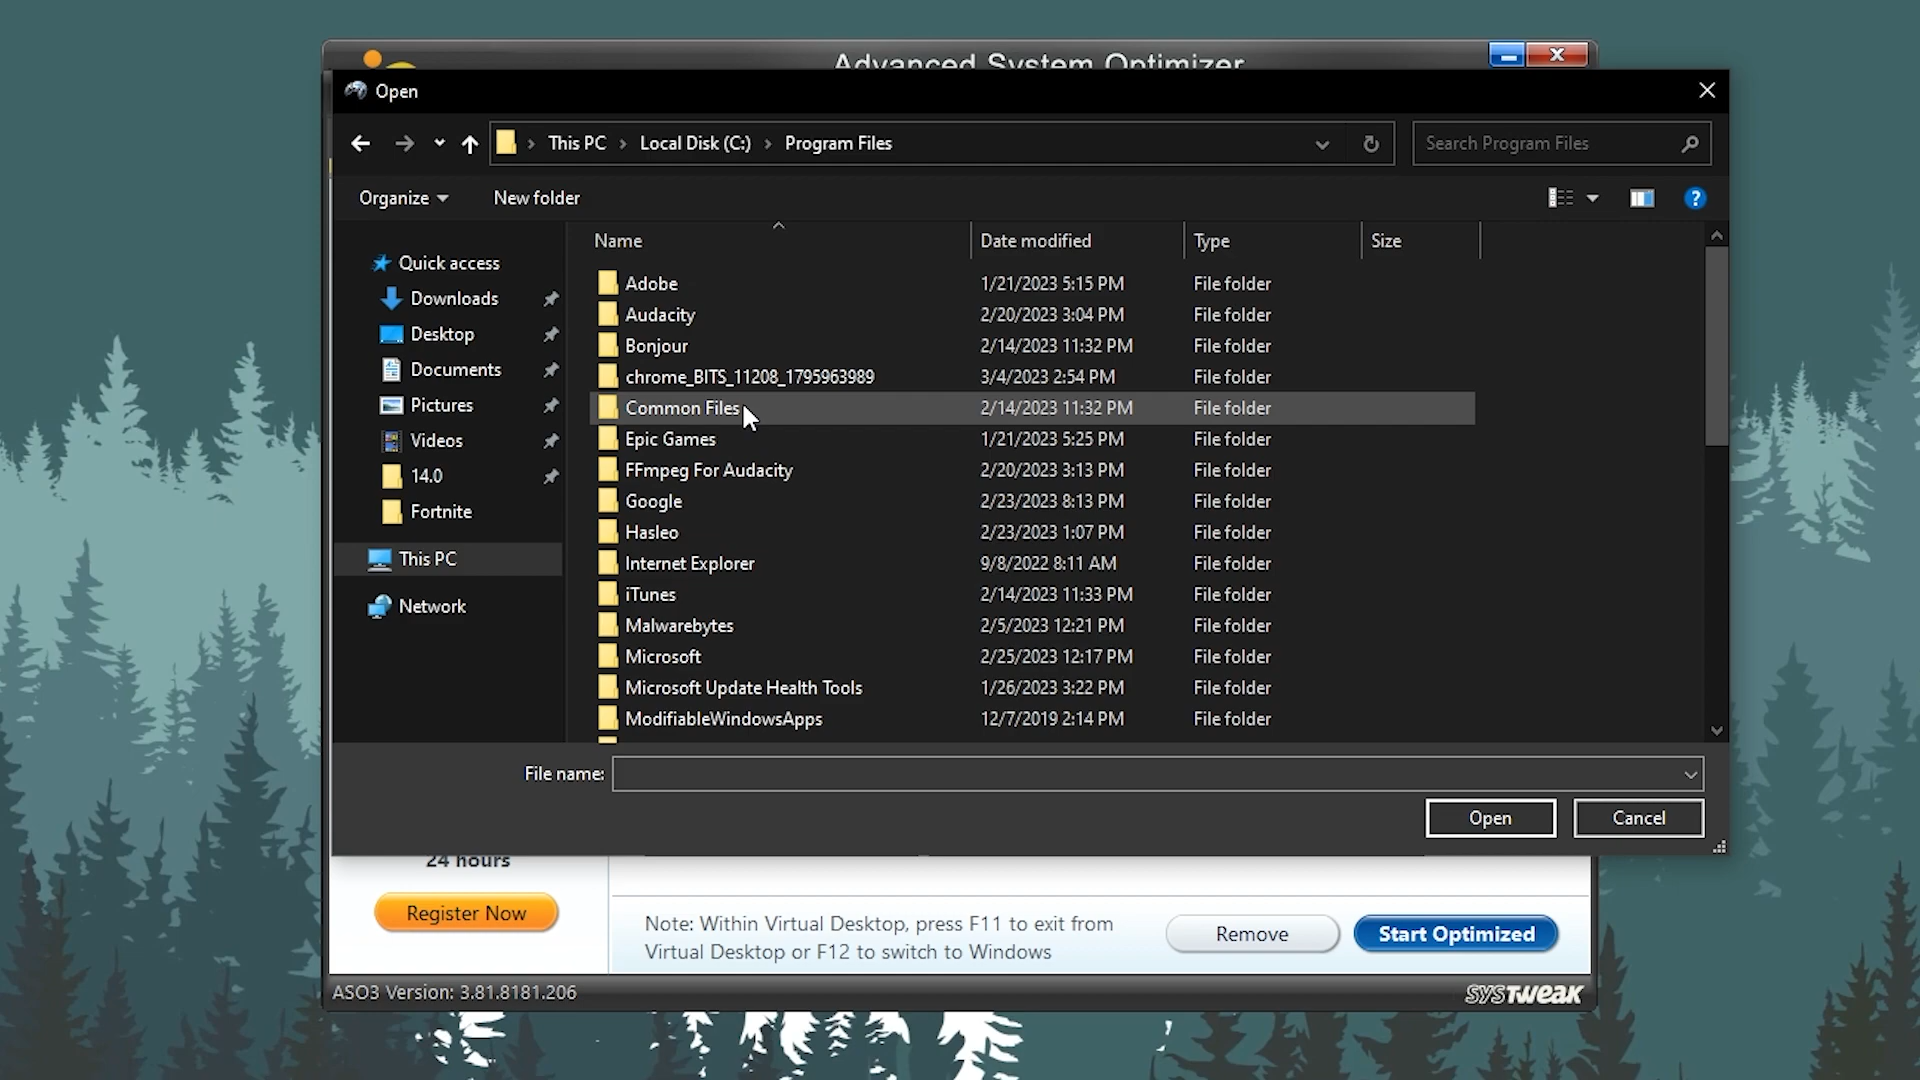 Advanced System Optimizer
Open
This PC
Local Disk (C:)
Program Files
Search Program Files
Organize
New folder
?
Name
Date modified
Type
Size
Quick access
Downloads
Desktop
Documents
Pictures
Videos
14.0
Fortnite
This PC
Network
Adobe 1/21/2023 5:15 PM File folder
Audacity 2/20/2023 3:04 PM File folder
Bonjour 2/14/2023 11:32 PM File folder
chrome_BITS_11208_1795963989 3/4/2023 2:54 PM File folder
Common Files 2/14/2023 11:32 PM File folder
Epic Games 1/21/2023 5:25 PM File folder
FFmpeg For Audacity 2/20/2023 3:13 PM File folder
Google 2/23/2023 8:13 PM File folder
Hasleo 2/23/2023 1:07 PM File folder
Internet Explorer 9/8/2022 8:11 AM File folder
iTunes 2/14/2023 11:33 PM File folder
Malwarebytes 2/5/2023 12:21 PM File folder
Microsoft 2/25/2023 12:17 PM File folder
Microsoft Update Health Tools 1/26/2023 3:22 PM File folder
ModifiableWindowsApps 12/7/2019 2:14 PM File folder
File name:
Open
Cancel
24 hours
Register Now
Note: Within Virtual Desktop, press F11 to exit from
Virtual Desktop or F12 to switch to Windows
Remove
Start Optimized
ASO3 Version: 3.81.8181.206
SYSTWEAK